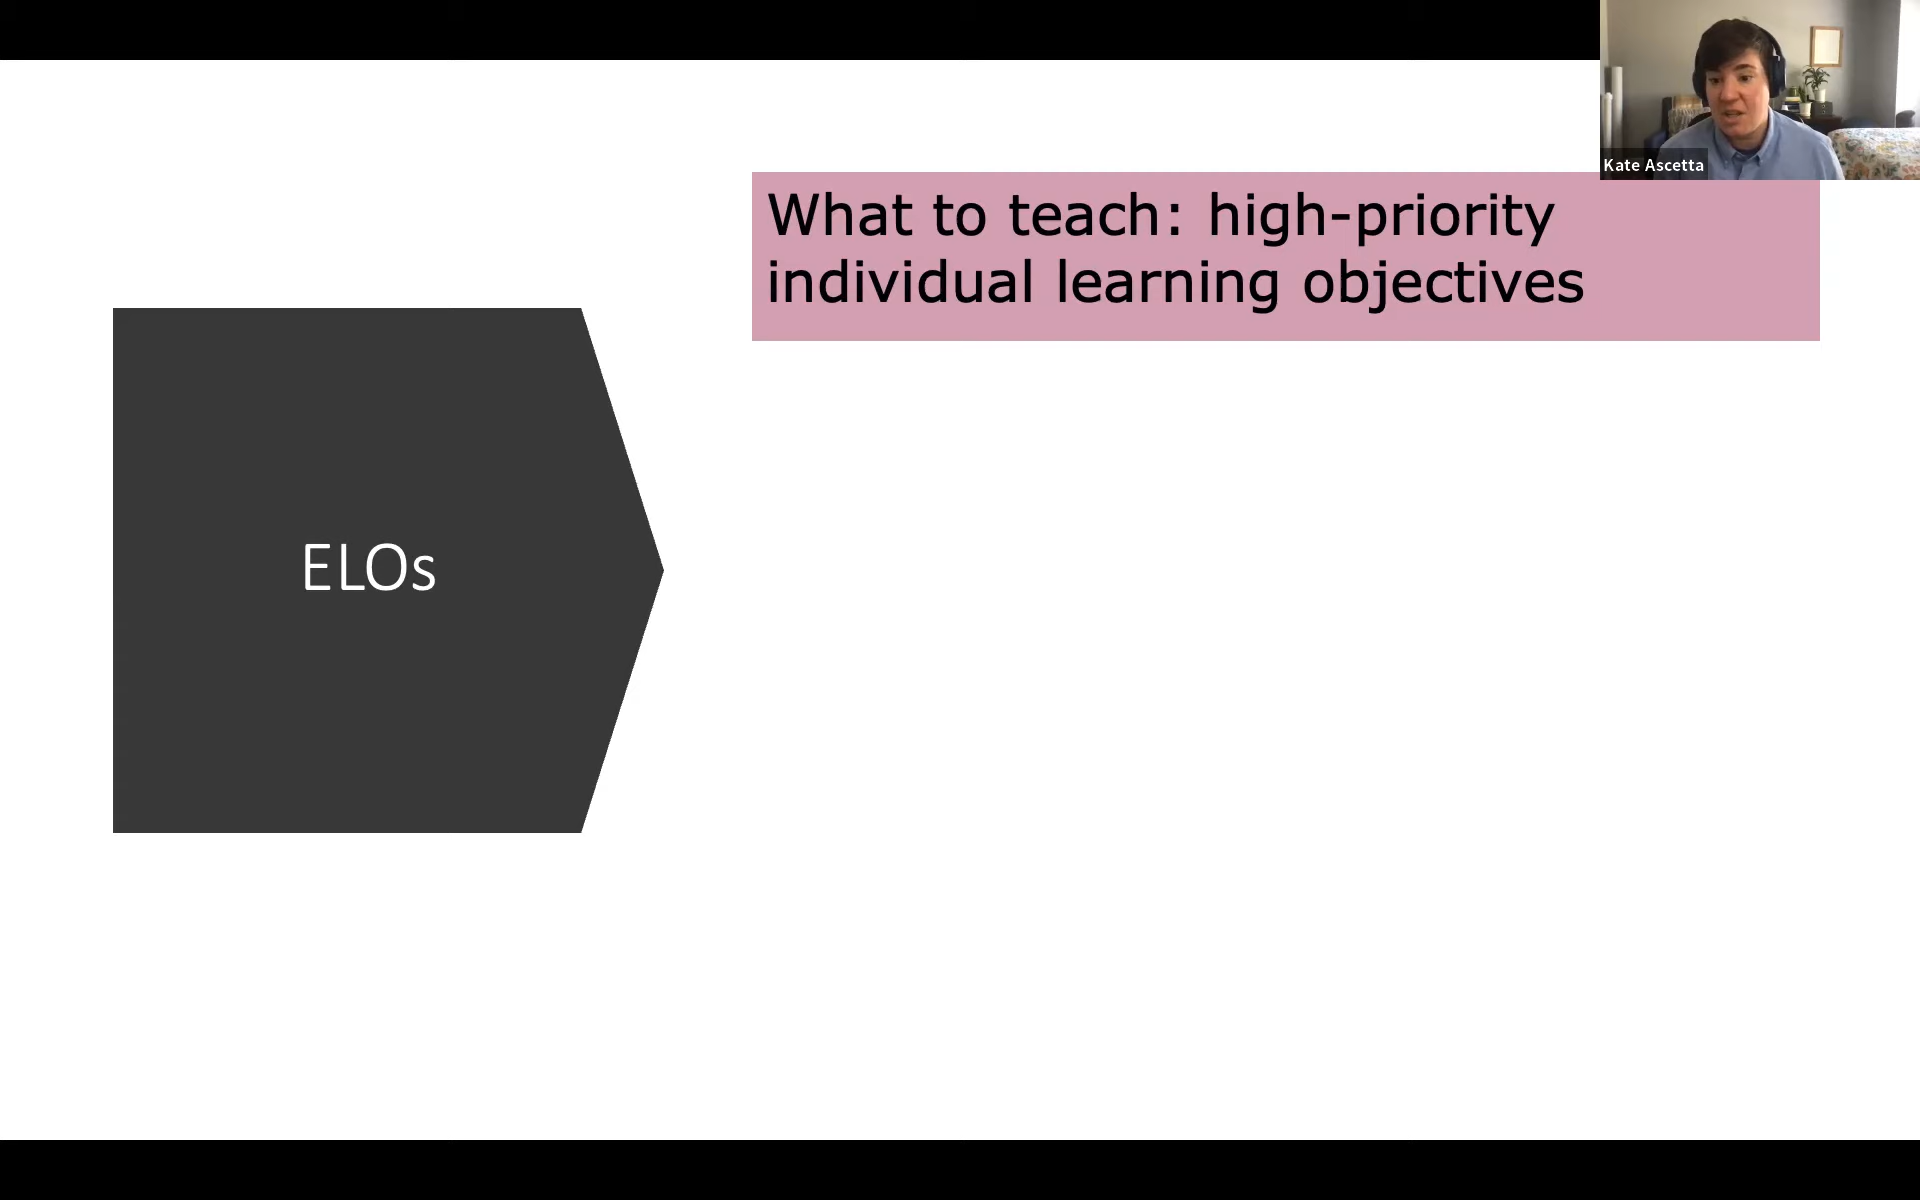 Kate Ascetta
What to teach: high-priority
individual learning objectives
ELOs